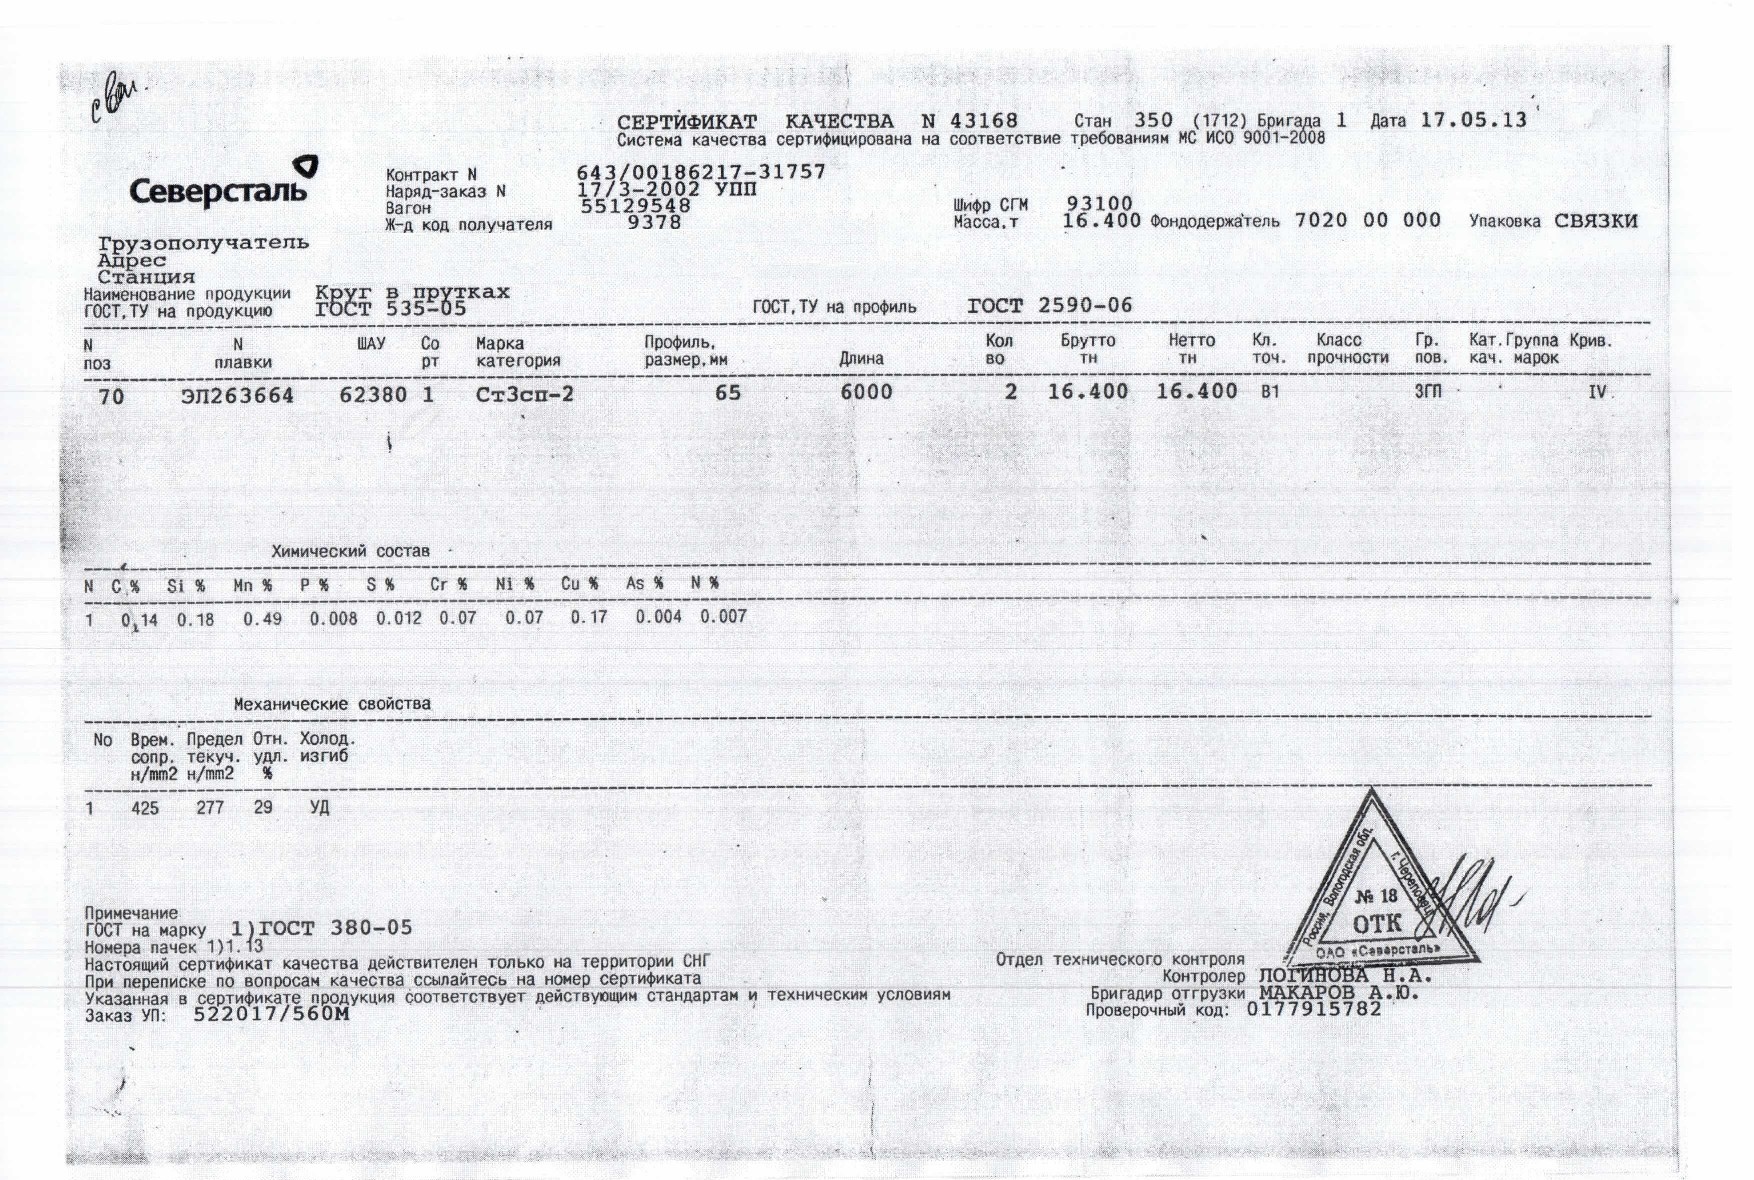 свал.
СЕРТИФИКАТ КАЧЕСТВА N 43168 Стан 350 (1712) Бригада 1 Дата 17.05.13
Система качества сертифицирована на соответствие требованиям МС ИСО 9001-2008
Северсталь
Контракт N 643/00186217-31757
Наряд-заказ N 17/3-2002 УПП
Вагон 55129548 Шифр СГМ 93100
Ж-д код получателя 9378 Масса.т 16.400 Фондодержатель 7020 00 000 Упаковка СВЯЗКИ
Грузополучатель
Адрес
Станция
Наименование продукции Круг в прутках
ГОСТ,ТУ на продукцию ГОСТ 535-05 ГОСТ,ТУ на профиль ГОСТ 2590-06
N N ШАУ Со Марка Профиль, Кол Брутто Нетто Кл. Класс Гр. Кат.Группа Крив.
поз плавки рт категория размер,мм Длина во тн тн точ. прочности пов. кач. марок
70 ЭЛ263664 62380 1 Ст3сп-2 65 6000 2 16.400 16.400 В1 3ГП IV
Химический состав
N C % Si % Mn % P % S % Cr % Ni % Cu % As % N %
1 0.14 0.18 0.49 0.008 0.012 0.07 0.07 0.17 0.004 0.007
Механические свойства
No Врем. Предел Отн. Холод.
сопр. текуч. удл. изгиб
н/mm2 н/mm2 %
1 425 277 29 УД
Примечание
ГОСТ на марку 1)ГОСТ 380-05
Номера пачек 1)1.13
Настоящий сертификат качества действителен только на территории СНГ
При переписке по вопросам качества ссылайтесь на номер сертификата
Указанная в сертификате продукция соответствует действующим стандартам и техническим условиям
Заказ УП: 522017/560М
Отдел технического контроля
Контролер ЛОГИНОВА Н.А.
Бригадир отгрузки МАКАРОВ А.Ю.
Проверочный код: 0177915782
Россия, Вологодская обл.
г. Череповец
№ 18
ОТК
ОАО «Северсталь»